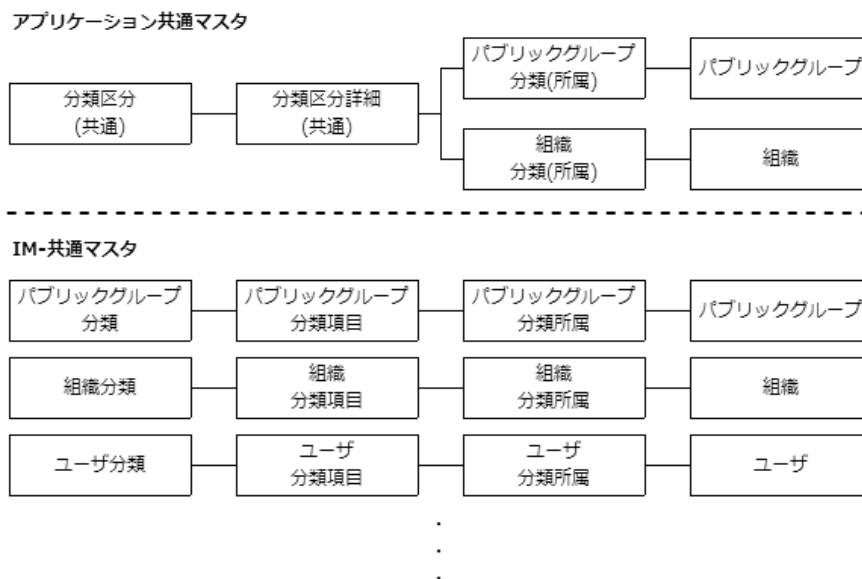 アプリケーション共通マスタ
分類区分
(共通)
分類区分詳細
(共通)
パブリックグループ
分類(所属)
パブリックグループ
組織
分類(所属)
組織
IM-共通マスタ
パブリックグループ
分類
パブリックグループ
分類項目
パブリックグループ
分類所属
パブリックグループ
組織分類
組織
分類項目
組織
分類所属
組織
ユーザ分類
ユーザ
分類項目
ユーザ
分類所属
ユーザ